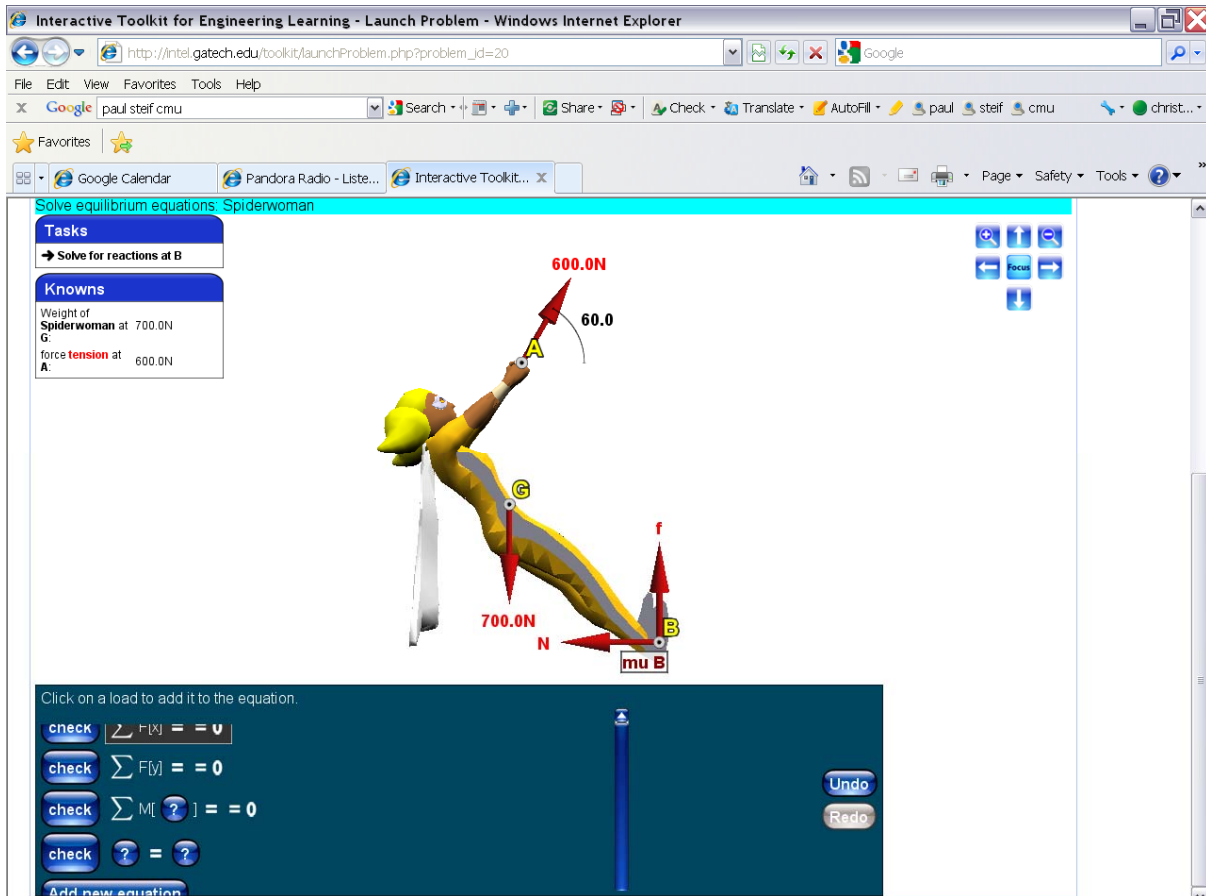 Interactive Toolkit for Engineering Learning - Launch Problem - Windows Internet Explorer
http://intel.gatech.edu/toolkit/launchProblem.php?problem_id=20
Google
File Edit View Favorites Tools Help
x Google paul steif cmu Search Share Check Translate AutoFill paul steif cmu christ...
Favorites
Google Calendar Pandora Radio - Liste... Interactive Toolkit... X Page Safety Tools »
Solve equilibrium equations: Spiderwoman
Tasks
➔ Solve for reactions at B
Knowns
Weight of
Spiderwoman at 700.0N
G:
force tension at 600.0N
A:
Focus
600.0N
60.0
A
G
f
700.0N
B
N
mu B
Click on a load to add it to the equation.
check ∑ F[x] = = 0
check ∑ F[y] = = 0
check ∑ M[ ? ] = = 0
check ? = ?
Add new equation
Undo
Redo